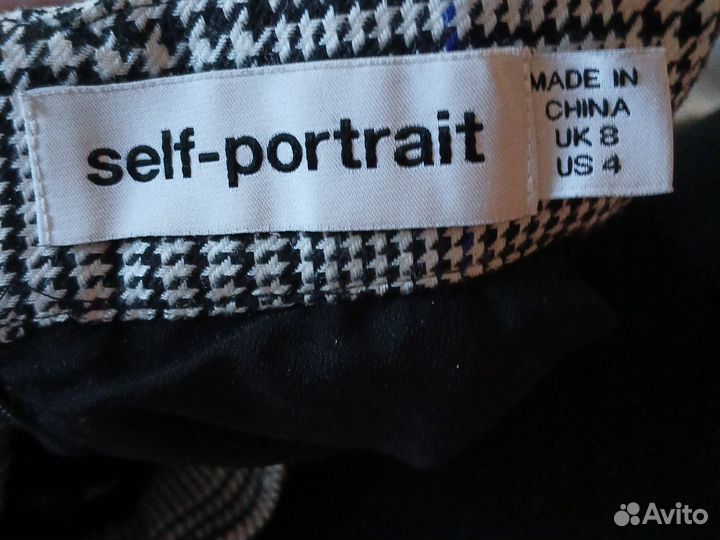 self-portrait
MADE IN
CHINA
UK 8
US 4
Avito